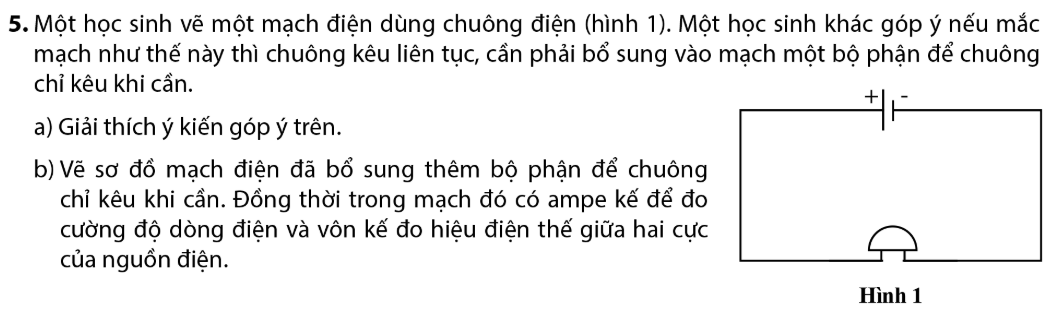 5. Một học sinh vẽ một mạch điện dùng chuông điện (hình 1). Một học sinh khác góp ý nếu mắc
mạch như thế này thì chuông kêu liên tục, cần phải bổ sung vào mạch một bộ phận để chuông
chỉ kêu khi cần.
a) Giải thích ý kiến góp ý trên.
b) Vẽ sơ đồ mạch điện đã bổ sung thêm bộ phận để chuông
chỉ kêu khi cần. Đồng thời trong mạch đó có ampe kế để đo
cường độ dòng điện và vôn kế đo hiệu điện thế giữa hai cực
của nguồn điện.
+ -
Hình 1